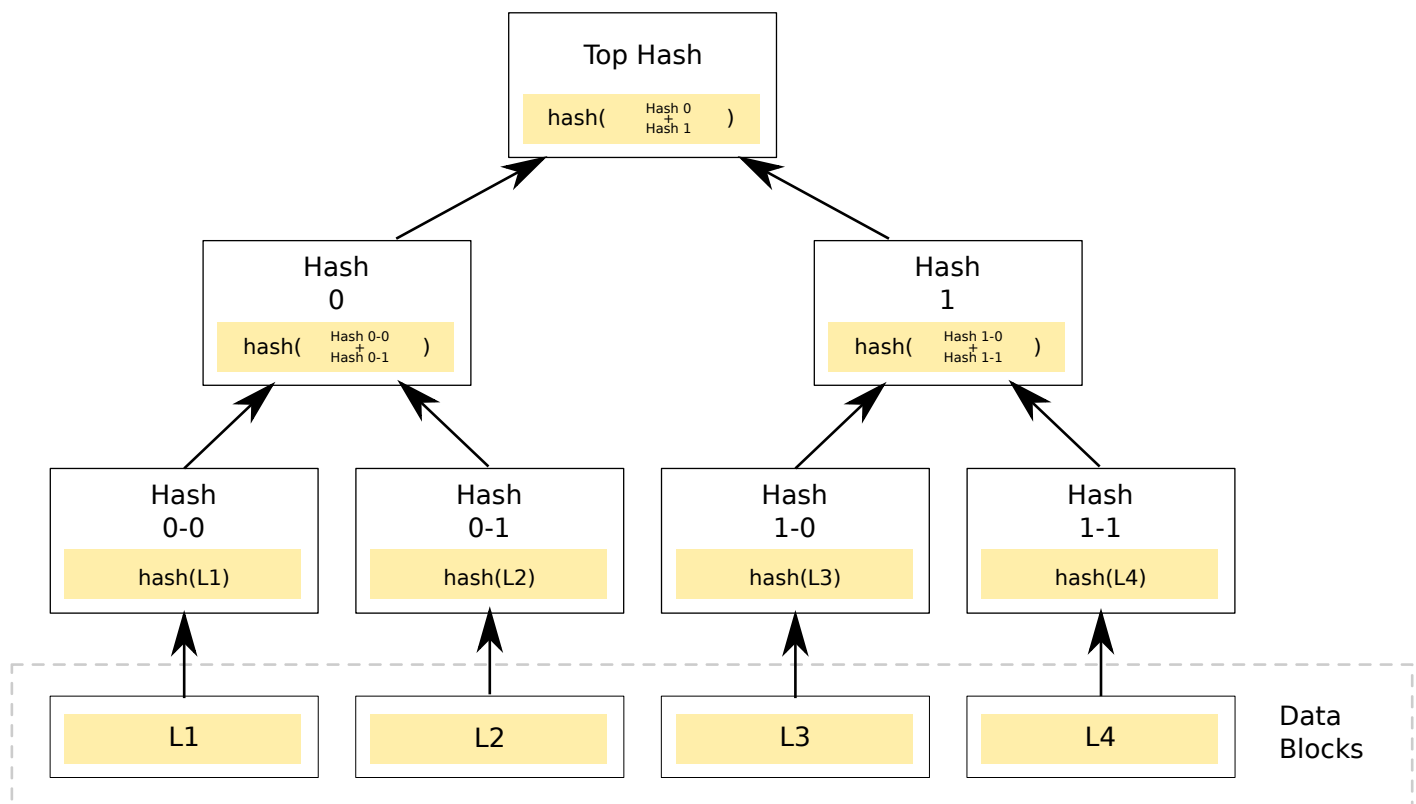 Top Hash
hash( Hash 0 + Hash 1 )
Hash
0
hash( Hash 0-0 + Hash 0-1 )
Hash
1
hash( Hash 1-0 + Hash 1-1 )
Hash
0-0
hash(L1)
Hash
0-1
hash(L2)
Hash
1-0
hash(L3)
Hash
1-1
hash(L4)
L1
L2
L3
L4
Data
Blocks